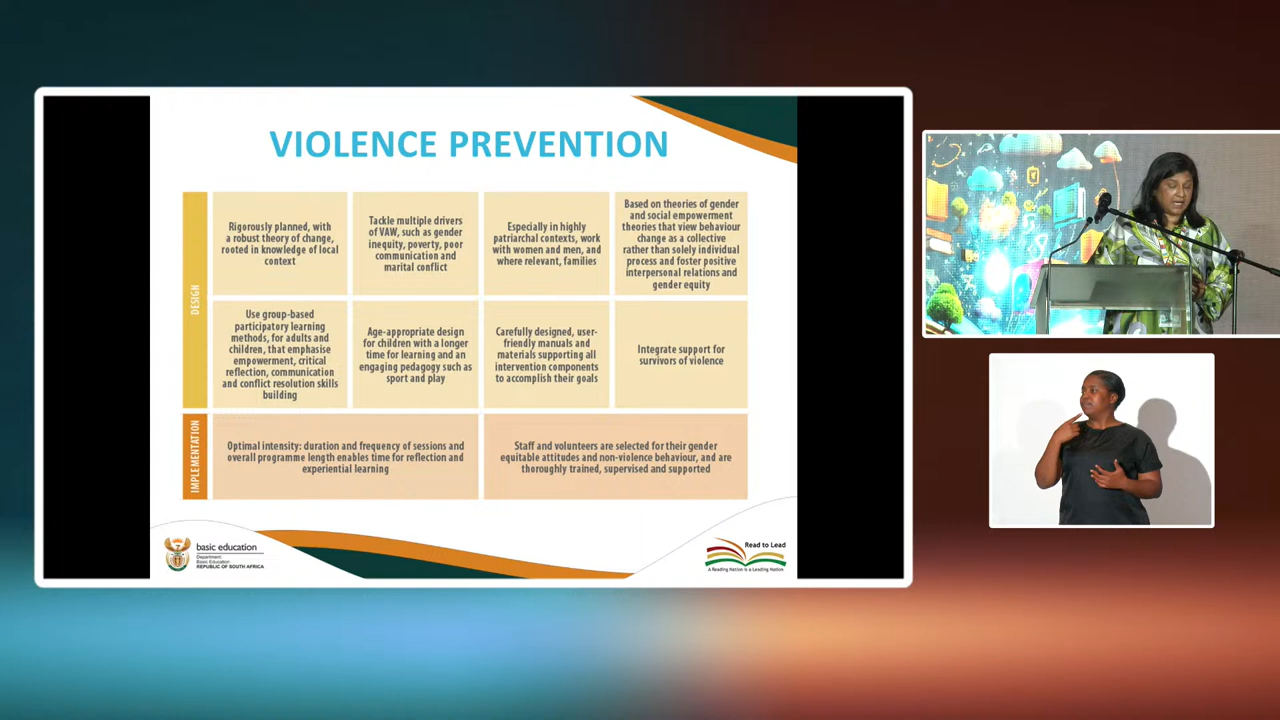 VIOLENCE PREVENTION
DESIGN
Rigorously planned, with
a robust theory of change,
rooted in knowledge of local
context
Tackle multiple drivers
of VAW, such as gender
inequity, poverty, poor
communication and
marital conflict
Especially in highly
patriarchal contexts, work
with women and men, and
where relevant, families
Based on theories of gender
and social empowerment
theories that view behaviour
change as a collective
rather than solely individual
process and foster positive
interpersonal relations and
gender equity
Use group-based
participatory learning
methods, for adults and
children, that emphasise
empowerment, critical
reflection, communication
and conflict resolution skills
building
Age-appropriate design
for children with a longer
time for learning and an
engaging pedagogy such as
sport and play
Carefully designed, user-
friendly manuals and
materials supporting all
intervention components
to accomplish their goals
Integrate support for
survivors of violence
IMPLEMENTATION
Optimal intensity: duration and frequency of sessions and
overall programme length enables time for reflection and
experiential learning
Staff and volunteers are selected for their gender
equitable attitudes and non-violence behaviour, and are
thoroughly trained, supervised and supported
basic education
Department:
Basic Education
REPUBLIC OF SOUTH AFRICA
Read to Lead
A Reading Nation is a Leading Nation